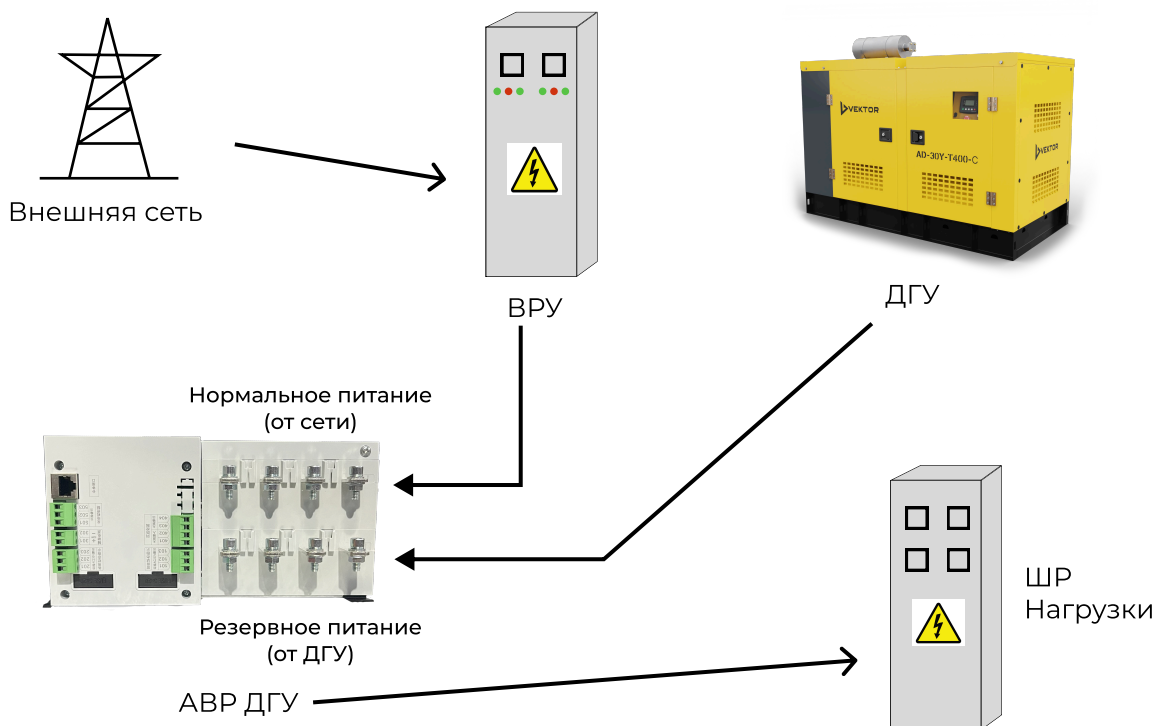 VEKTOR
AD-30Y-T400-C
VEKTOR
Внешняя сеть
ВРУ
ДГУ
Нормальное питание
(от сети)
ШР
Нагрузки
Резервное питание
(от ДГУ)
АВР ДГУ